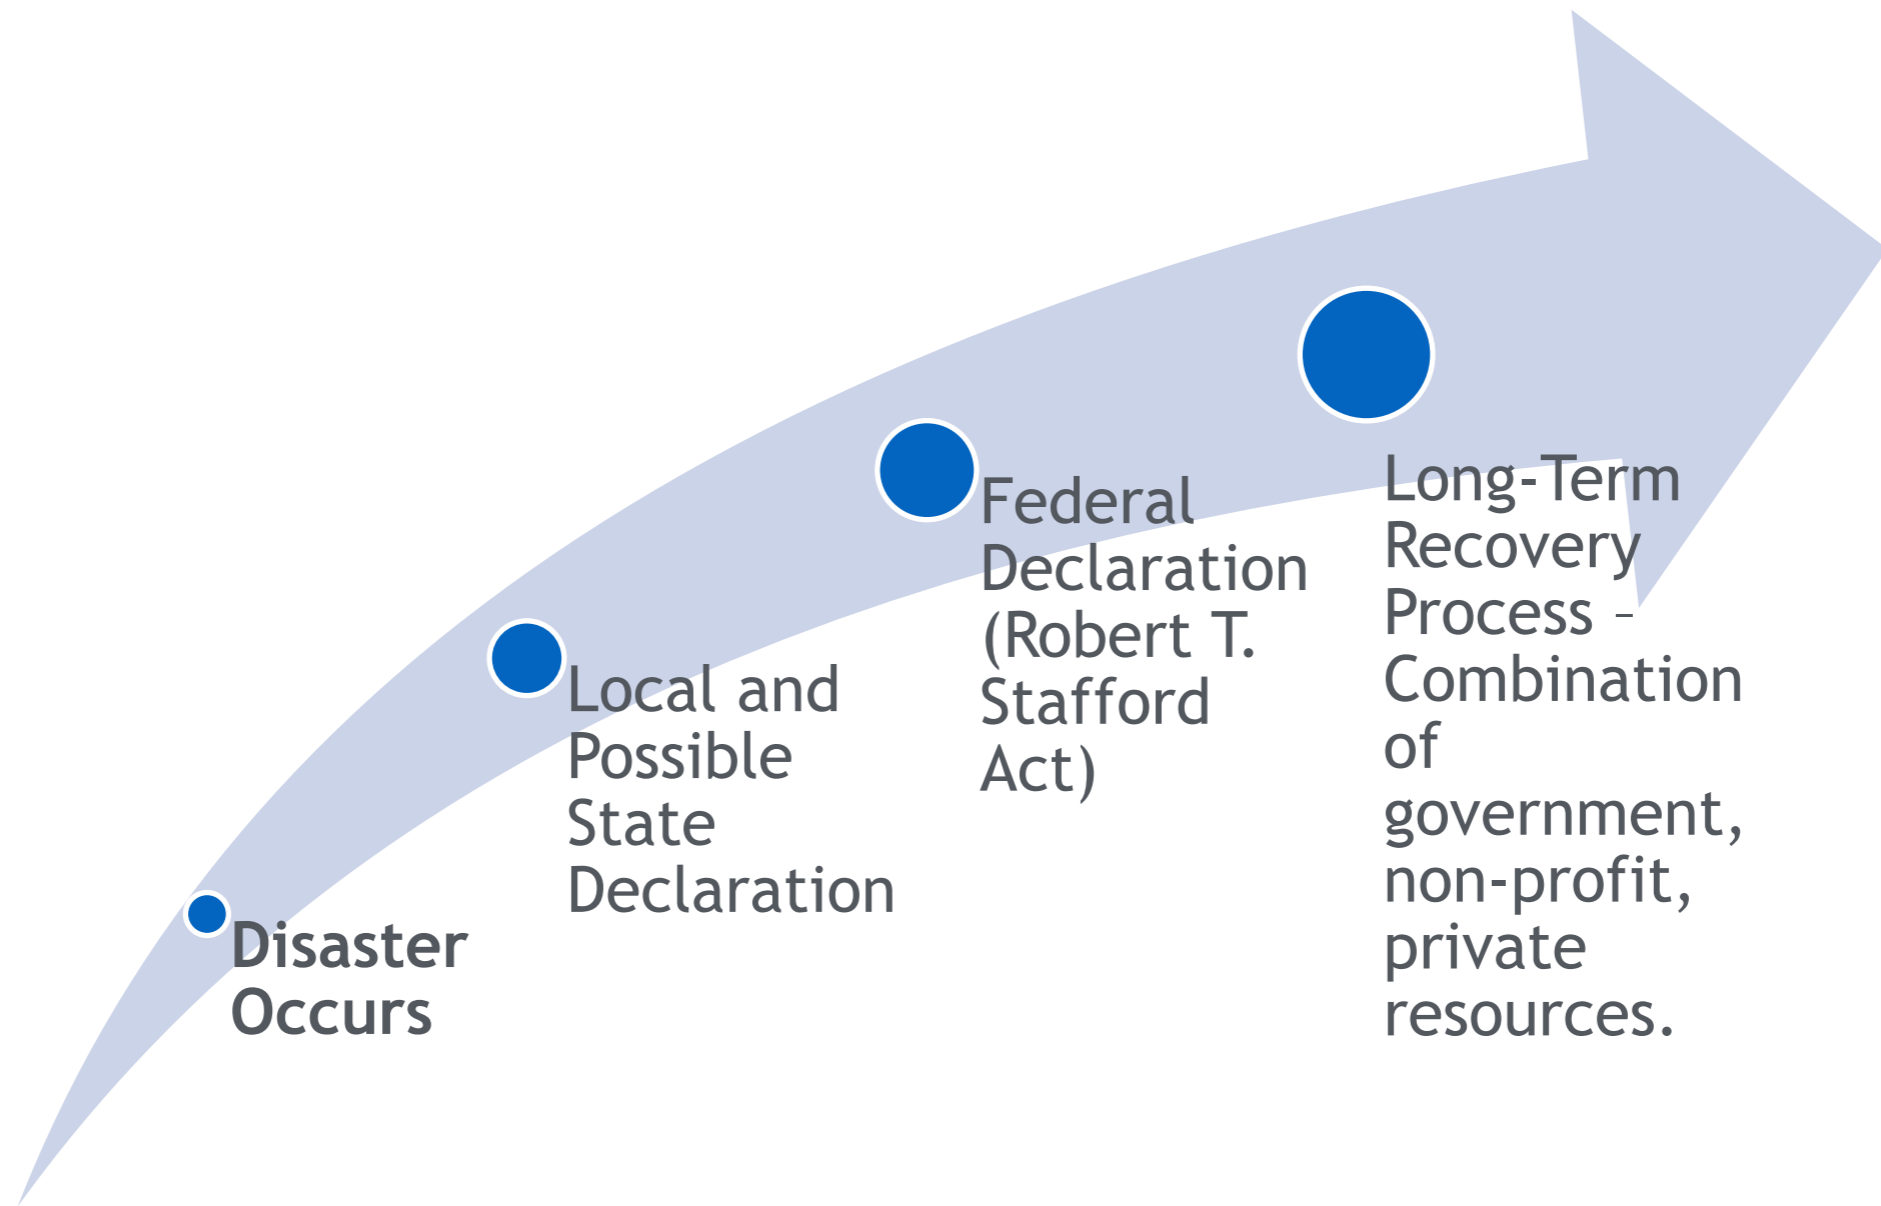 Disaster
Occurs
Local and
Possible
State
Declaration
Federal
Declaration
(Robert T.
Stafford
Act)
Long-Term
Recovery
Process –
Combination
of
government,
non-profit,
private
resources.